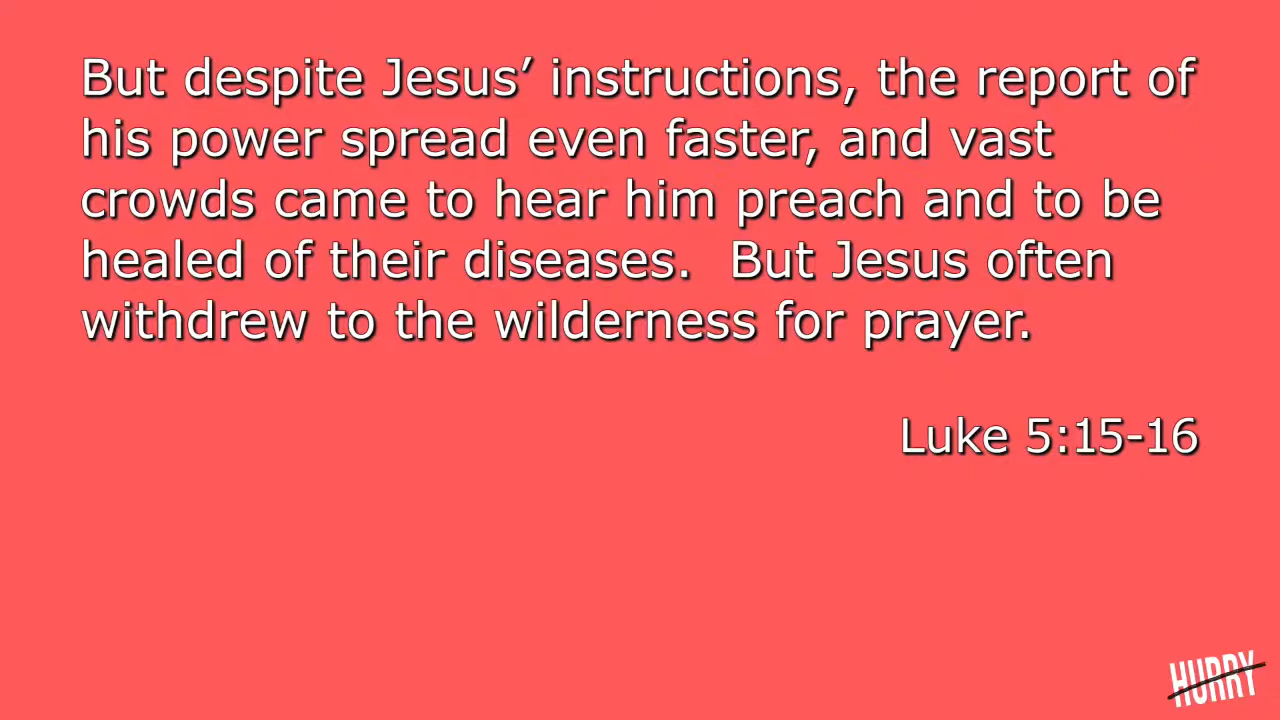 But despite Jesus’ instructions, the report of
his power spread even faster, and vast
crowds came to hear him preach and to be
healed of their diseases.  But Jesus often
withdrew to the wilderness for prayer.
Luke 5:15-16
HURRY